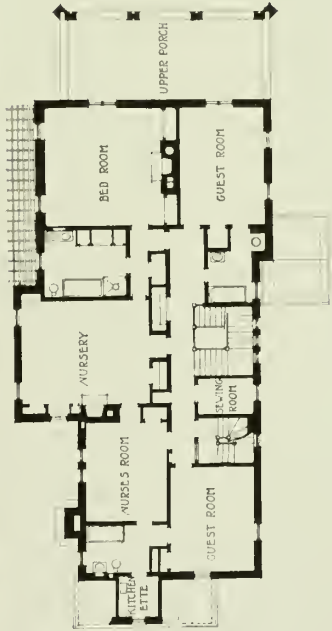 UPPER PORCH
BED ROOM
GUEST ROOM
NURSERY
SEWING
ROOM
NURSES ROOM
GUEST ROOM
KITCHEN
ETTE